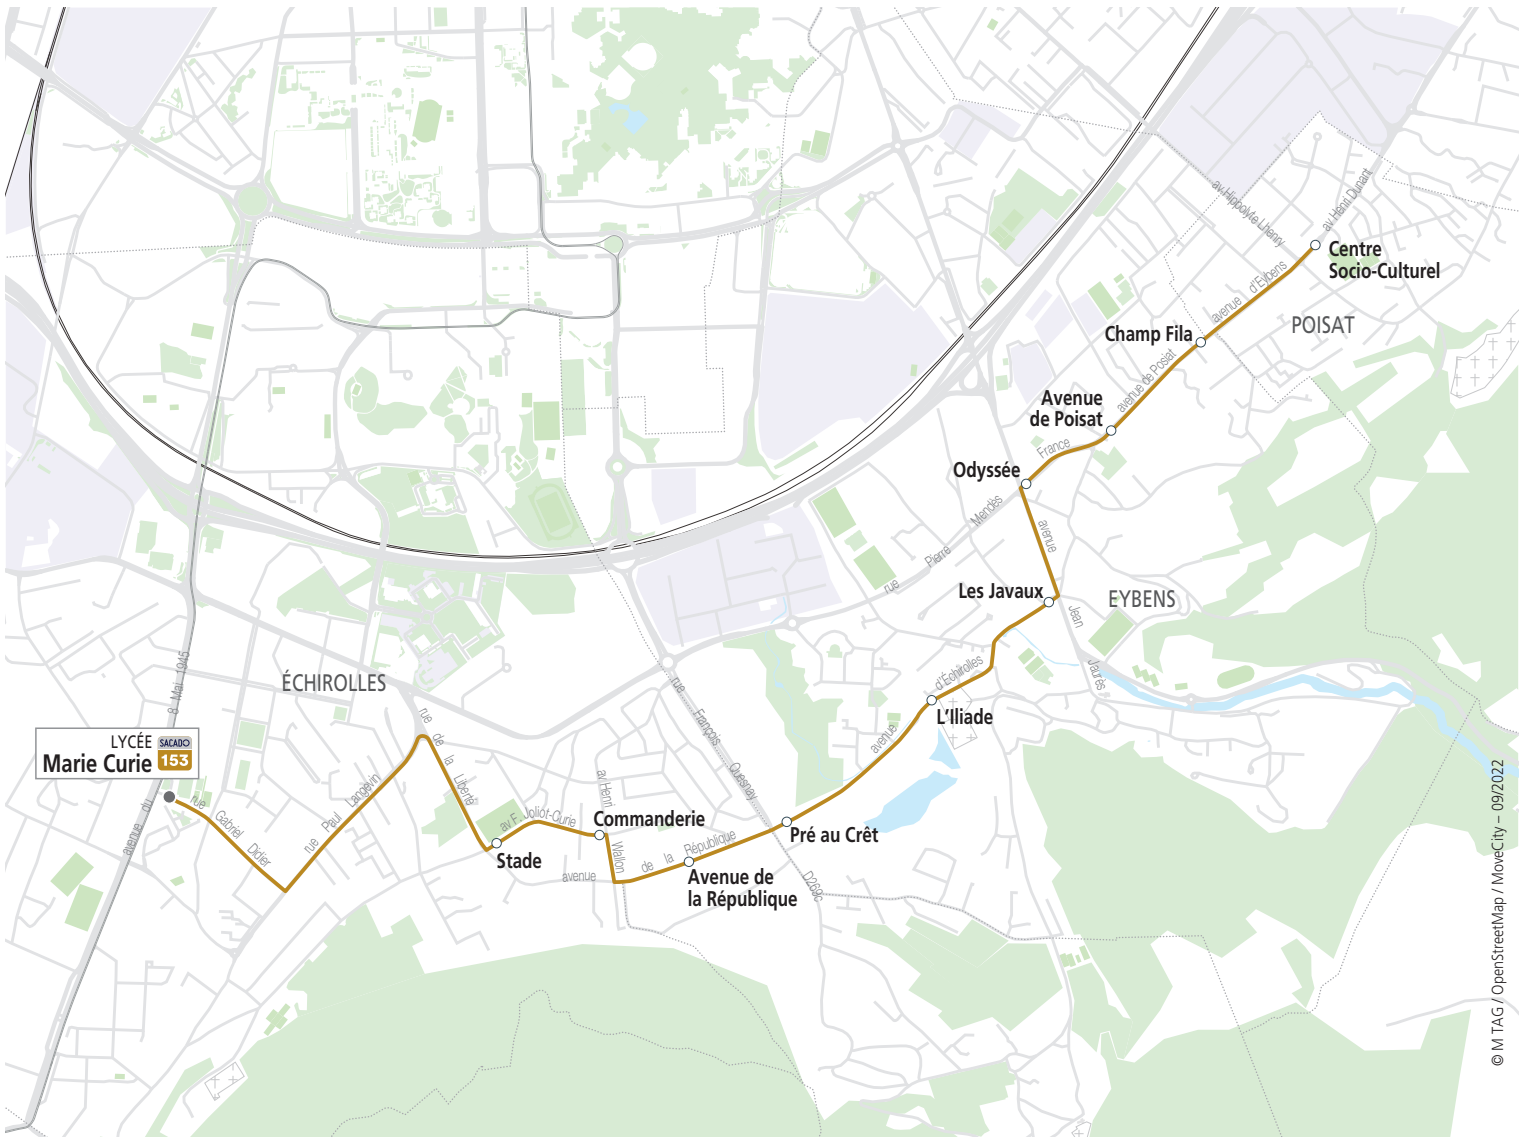 av Hippolyte Lhenry
av Henri Dunant
Centre
Socio-Culturel
avenue d'Eybens
POISAT
Champ Fila
avenue de Posiat
Avenue
de Poisat
France
Odyssée
Mendès
avenue
Pierre
rue
Les Javaux
EYBENS
Jean
Jaurès
d'Échirolles
L'Iliade
avenue
8 Mai 1945
ÉCHIROLLES
rue
François
Quesnay
D269c
LYCÉE
Marie Curie
SACADO
153
avenue du
rue
Gabriel
Didier
rue Paul Langevin
rue
de la Liberté
av F. Joliot-Curie
Stade
av Henri
Wallon
Commanderie
avenue
de la République
Avenue de
la République
Pré au Crêt
© M TAG / OpenStreetMap / MoveCity – 09/2022